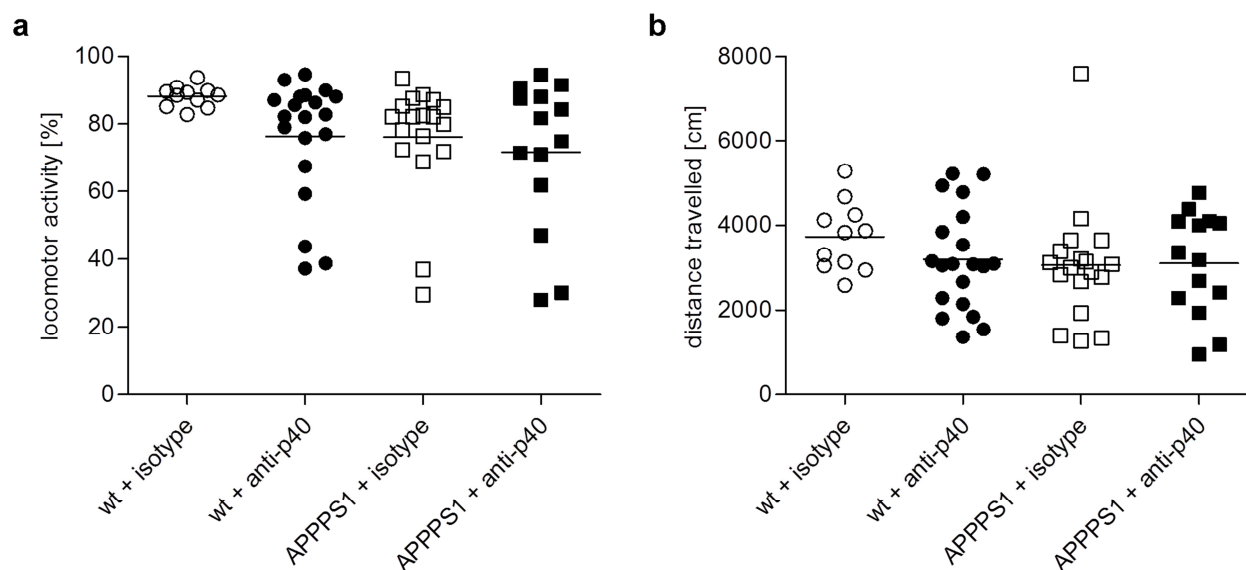 a
locomotor activity [%]
100
80
60
40
20
0
wt + isotype
wt + anti-p40
APPPS1 + isotype
APPPS1 + anti-p40
b
distance travelled [cm]
8000
6000
4000
2000
0
wt + isotype
wt + anti-p40
APPPS1 + isotype
APPPS1 + anti-p40